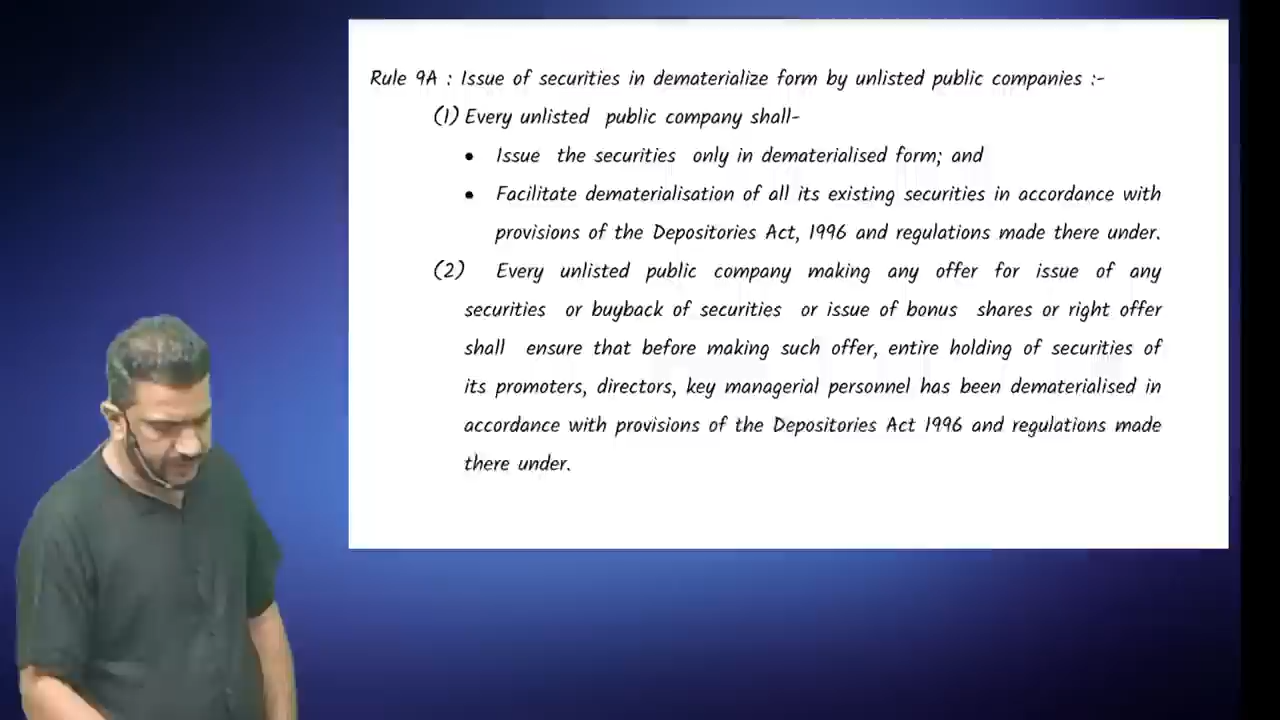 Rule 9A : Issue of securities in dematerialize form by unlisted public companies :-
(1) Every unlisted public company shall-
• Issue the securities only in dematerialised form; and
• Facilitate dematerialisation of all its existing securities in accordance with
provisions of the Depositories Act, 1996 and regulations made there under.
(2) Every unlisted public company making any offer for issue of any
securities or buyback of securities or issue of bonus shares or right offer
shall ensure that before making such offer, entire holding of securities of
its promoters, directors, key managerial personnel has been dematerialised in
accordance with provisions of the Depositories Act 1996 and regulations made
there under.